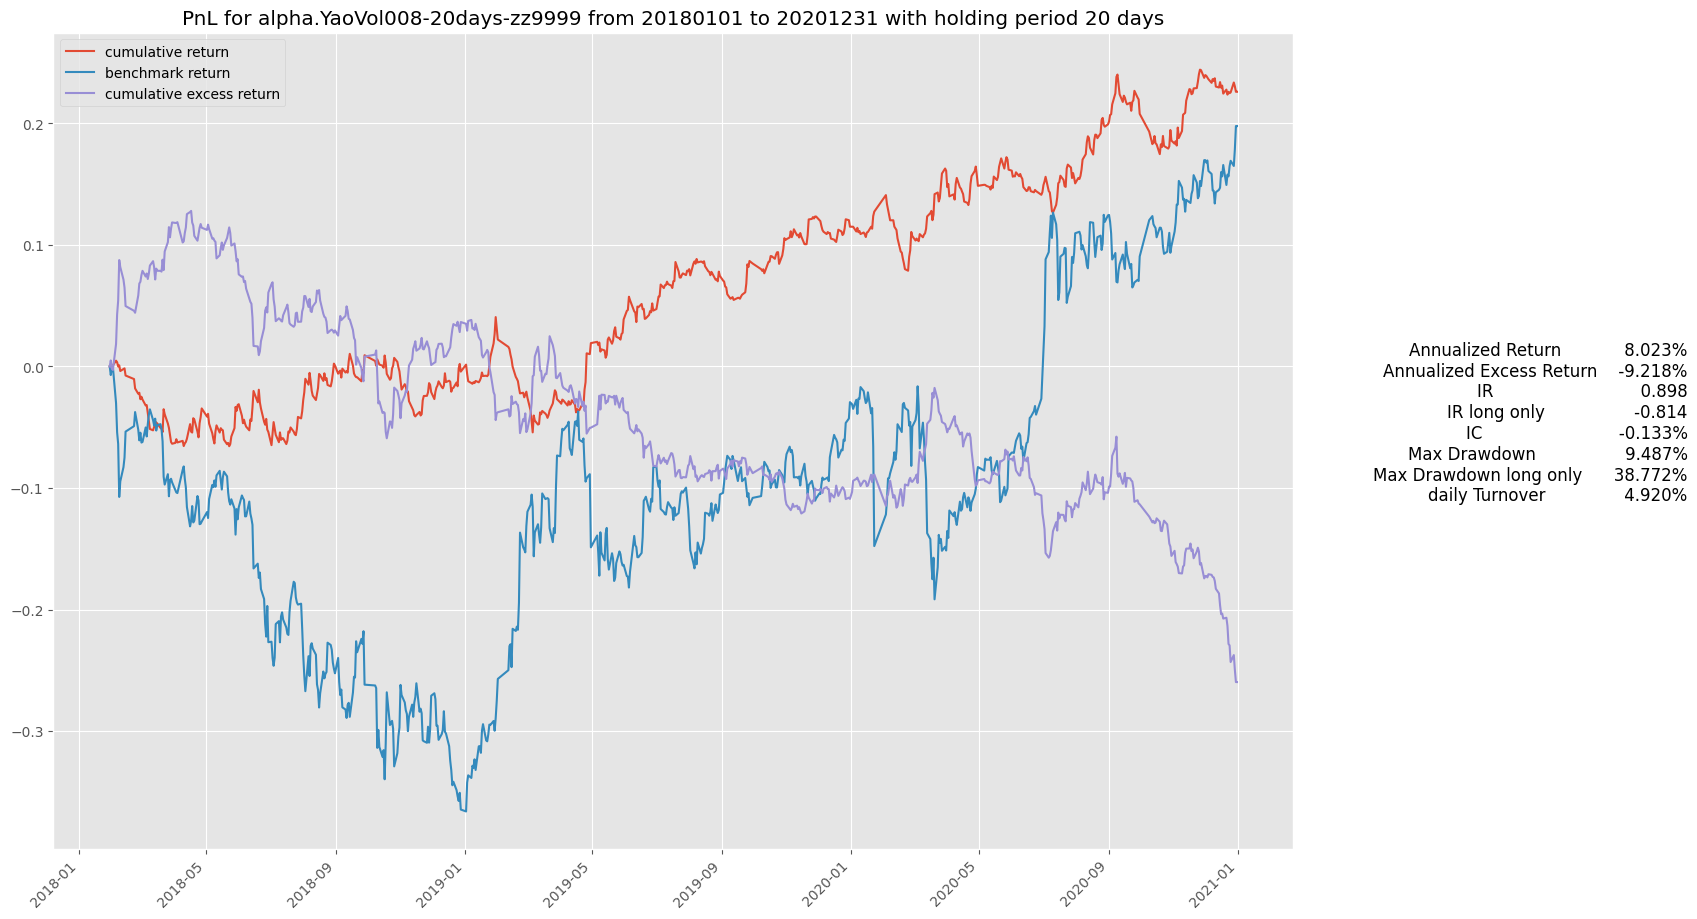 PnL for alpha.YaoVol008-20days-zz9999 from 20180101 to 20201231 with holding period 20 days
cumulative return
benchmark return
cumulative excess return
0.2
0.1
0.0
−0.1
−0.2
−0.3
2018-01
2018-05
2018-09
2019-01
2019-05
2019-09
2020-01
2020-05
2020-09
2021-01
Annualized Return 8.023%
Annualized Excess Return -9.218%
IR 0.898
IR long only -0.814
IC -0.133%
Max Drawdown 9.487%
Max Drawdown long only 38.772%
daily Turnover 4.920%